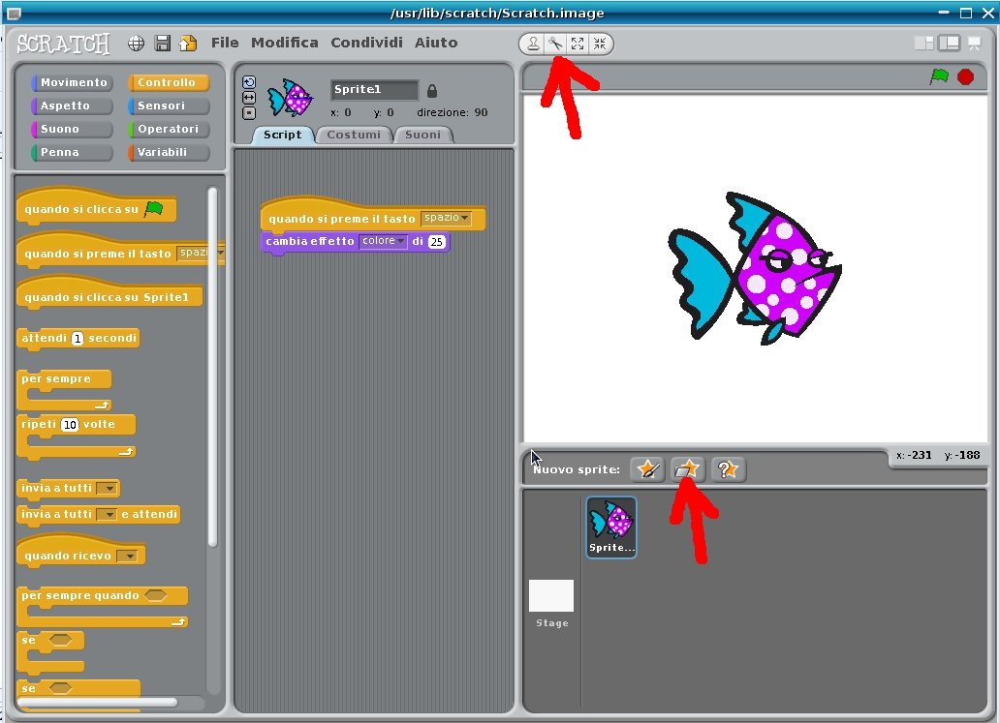 /usr/lib/scratch/Scratch.image
SCRATCH File Modifica Condividi Aiuto
Movimento Controllo
Aspetto Sensori
Suono Operatori
Penna Variabili
quando si clicca su
quando si preme il tasto spazi
quando si clicca su Sprite1
attendi 1 secondi
per sempre
ripeti 10 volte
invia a tutti
invia a tutti e attendi
quando ricevo
per sempre quando
se
se
Sprite1
x: 0 y: 0 direzione: 90
Script Costumi Suoni
quando si preme il tasto spazio
cambia effetto colore di 25
x: -231 y: -188
Nuovo sprite:
Sprite...
Stage